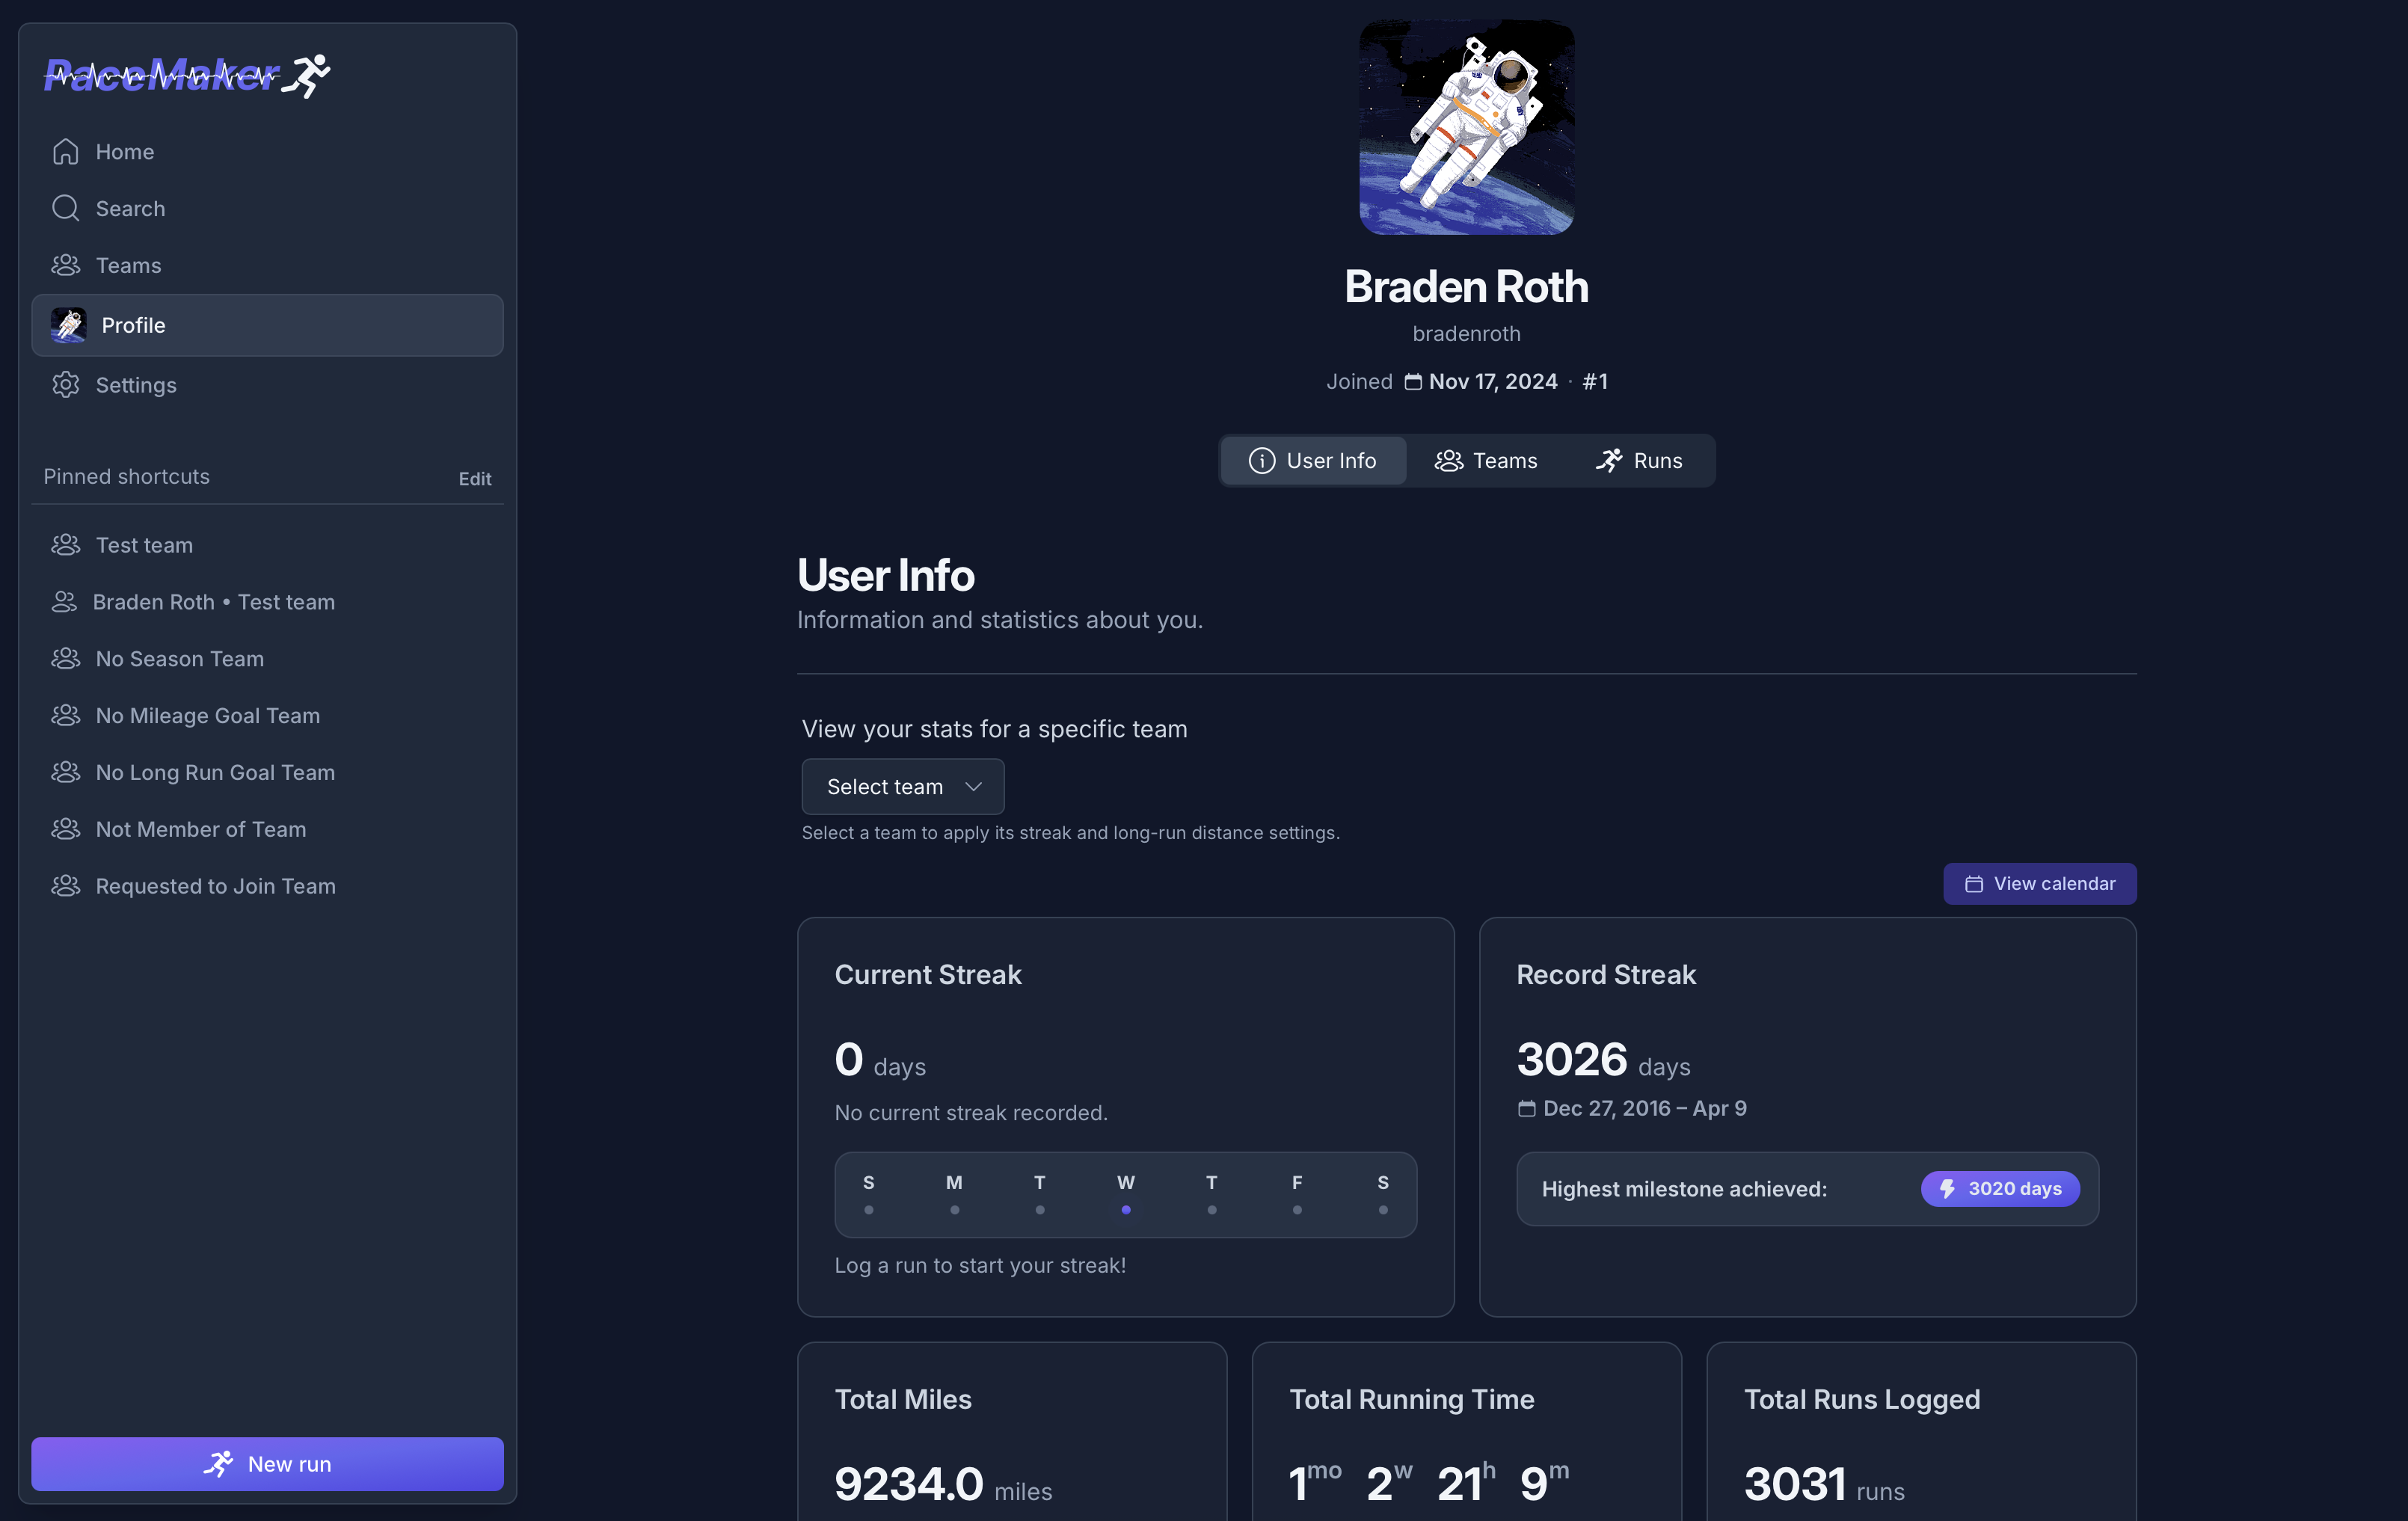 PaceMaker
Home
Search
Teams
Profile
Settings
Pinned shortcuts
Edit
Test team
Braden Roth • Test team
No Season Team
No Mileage Goal Team
No Long Run Goal Team
Not Member of Team
Requested to Join Team
New run
Braden Roth
bradenroth
Joined Nov 17, 2024 · #1
User Info
Teams
Runs
User Info
Information and statistics about you.
View your stats for a specific team
Select team
Select a team to apply its streak and long-run distance settings.
View calendar
Current Streak
0 days
No current streak recorded.
S M T W T F S
Log a run to start your streak!
Record Streak
3026 days
Dec 27, 2016 – Apr 9
Highest milestone achieved:
3020 days
Total Miles
9234.0 miles
Total Running Time
1mo 2w 21h 9m
Total Runs Logged
3031 runs